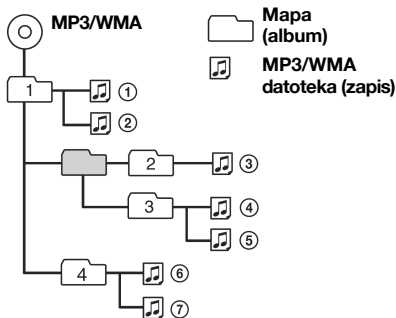 MP3/WMA
Mapa
(album)
MP3/WMA
datoteka (zapis)
1
①
②
2
③
3
④
⑤
4
⑥
⑦